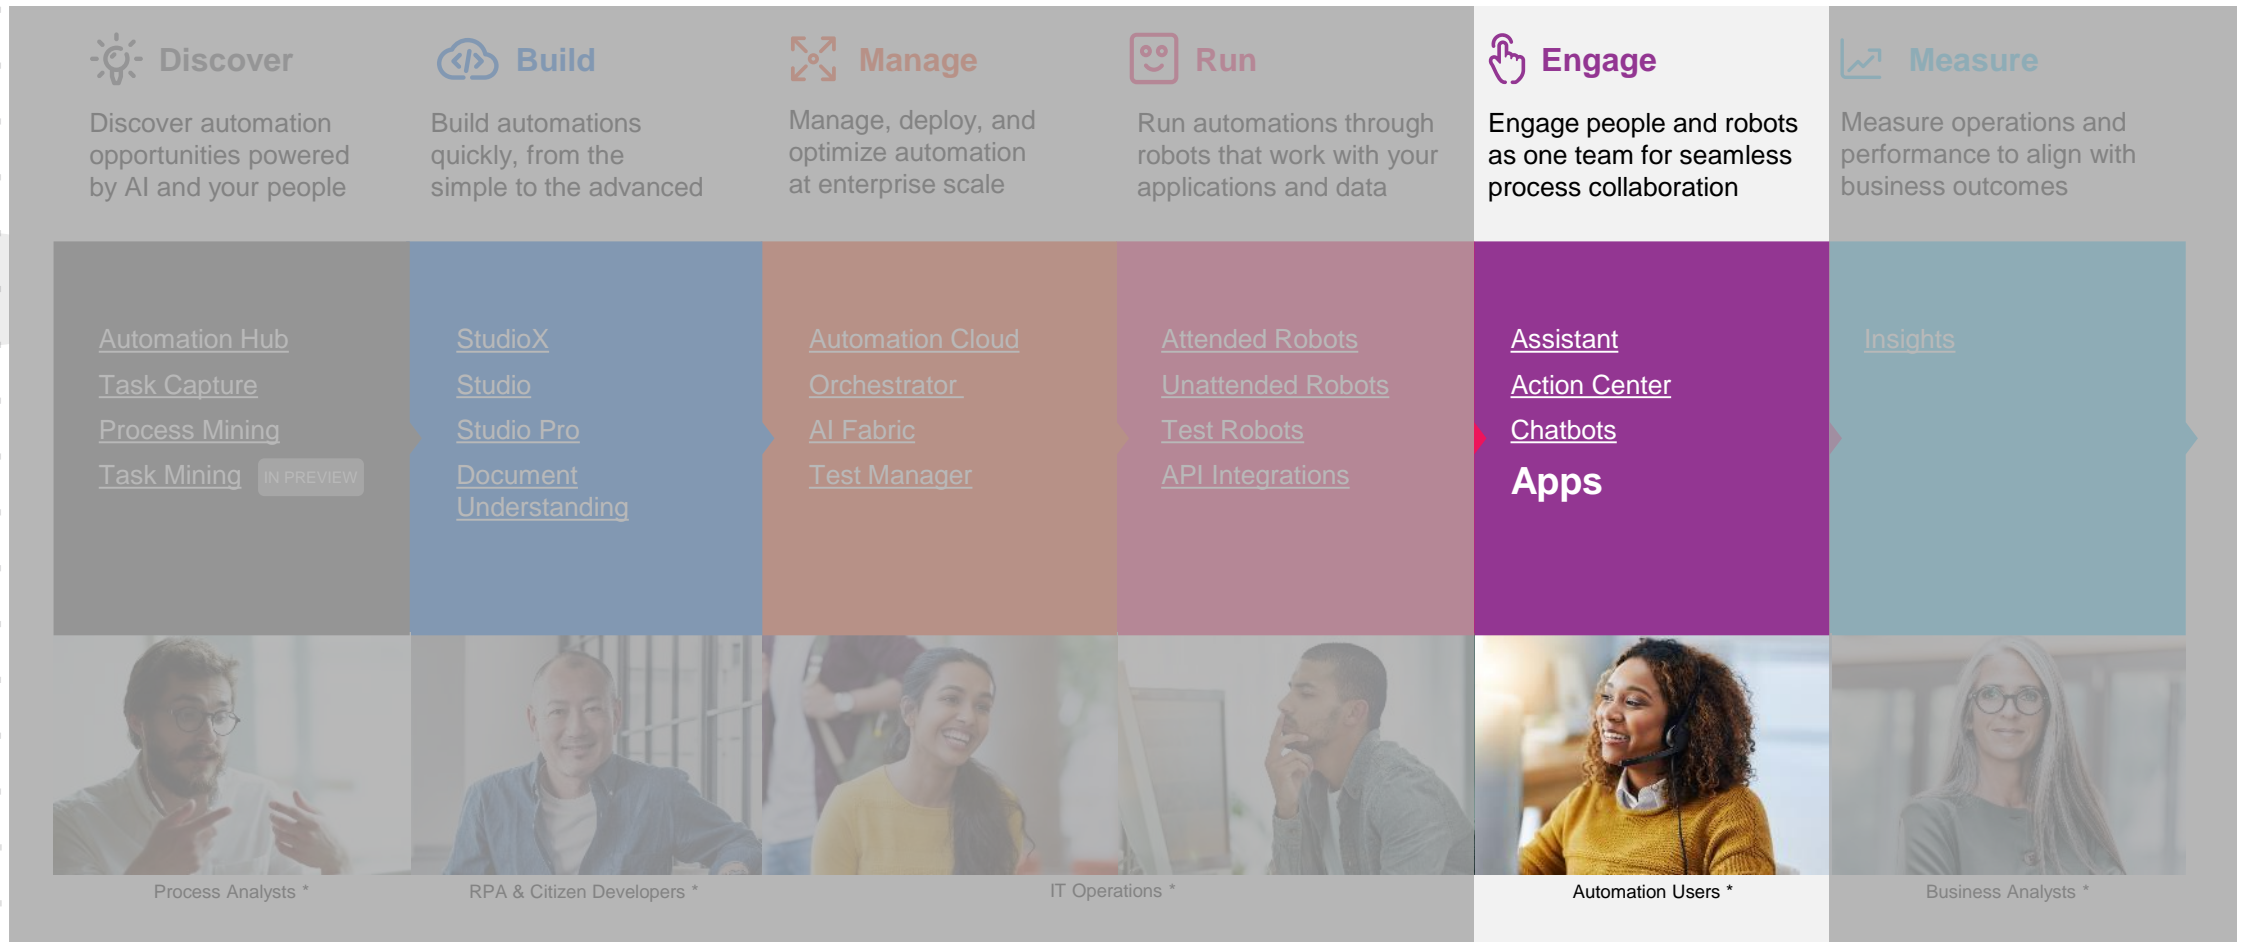 Discover
Discover automation
opportunities powered
by AI and your people
Automation Hub
Task Capture
Process Mining
Task Mining IN PREVIEW
Process Analysts *
Build
Build automations
quickly, from the
simple to the advanced
StudioX
Studio
Studio Pro
Document
Understanding
RPA & Citizen Developers *
Manage
Manage, deploy, and
optimize automation
at enterprise scale
Automation Cloud
Orchestrator
AI Fabric
Test Manager
Run
Run automations through
robots that work with your
applications and data
Attended Robots
Unattended Robots
Test Robots
API Integrations
IT Operations *
Engage
Engage people and robots
as one team for seamless
process collaboration
Assistant
Action Center
Chatbots
Apps
Automation Users *
Measure
Measure operations and
performance to align with
business outcomes
Insights
Business Analysts *